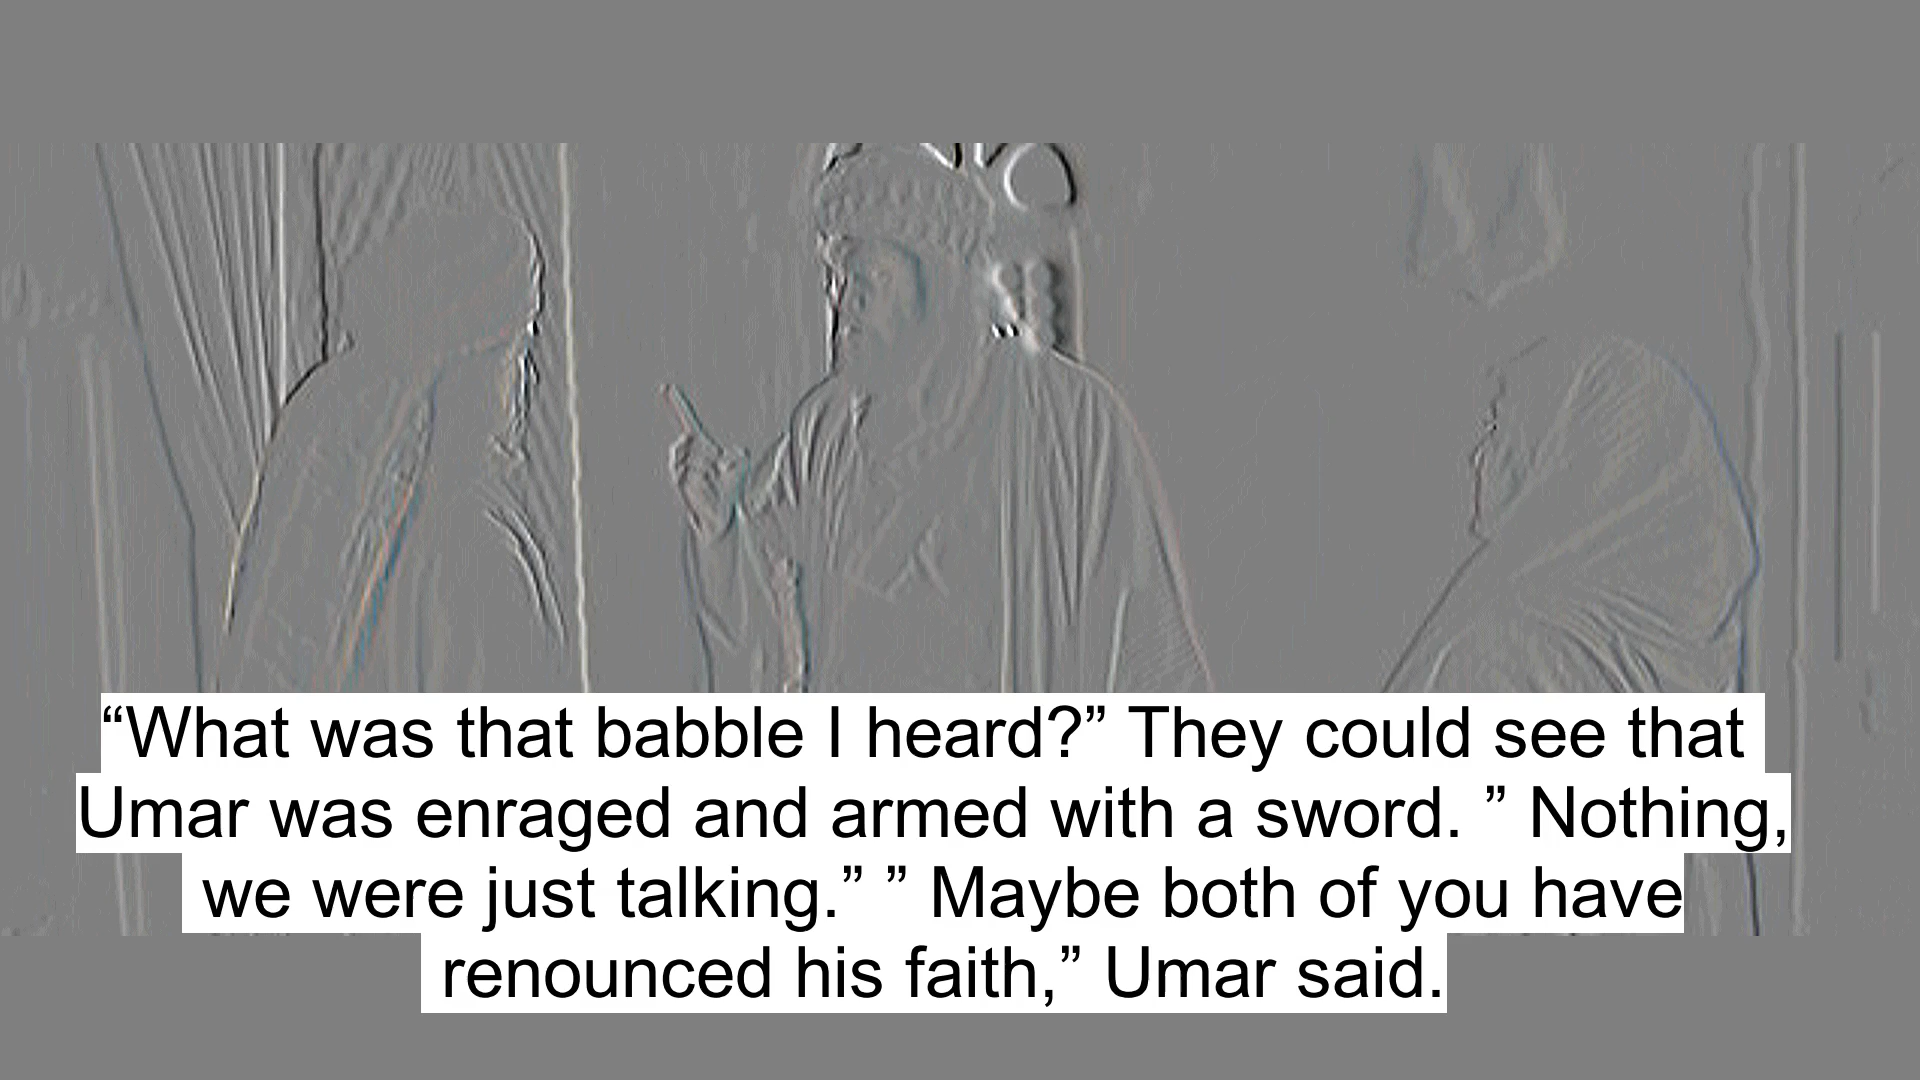 “What was that babble I heard?” They could see that
Umar was enraged and armed with a sword. ” Nothing,
we were just talking.” ” Maybe both of you have
renounced his faith,” Umar said.